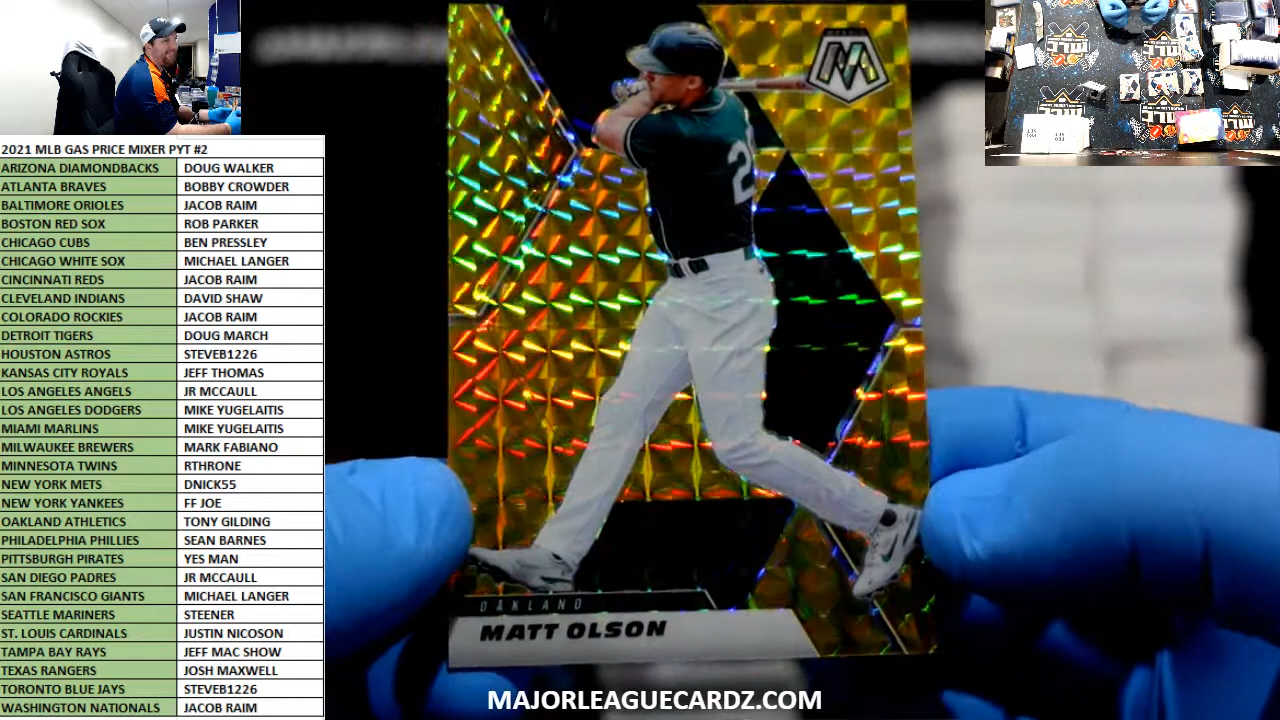 2021 MLB GAS PRICE MIXER PYT #2
ARIZONA DIAMONDBACKS DOUG WALKER
ATLANTA BRAVES BOBBY CROWDER
BALTIMORE ORIOLES JACOB RAIM
BOSTON RED SOX ROB PARKER
CHICAGO CUBS BEN PRESSLEY
CHICAGO WHITE SOX MICHAEL LANGER
CINCINNATI REDS JACOB RAIM
CLEVELAND INDIANS DAVID SHAW
COLORADO ROCKIES JACOB RAIM
DETROIT TIGERS DOUG MARCH
HOUSTON ASTROS STEVEB1226
KANSAS CITY ROYALS JEFF THOMAS
LOS ANGELES ANGELS JR MCCAULL
LOS ANGELES DODGERS MIKE YUGELAITIS
MIAMI MARLINS MIKE YUGELAITIS
MILWAUKEE BREWERS MARK FABIANO
MINNESOTA TWINS RTHRONE
NEW YORK METS DNICK55
NEW YORK YANKEES FF JOE
OAKLAND ATHLETICS TONY GILDING
PHILADELPHIA PHILLIES SEAN BARNES
PITTSBURGH PIRATES YES MAN
SAN DIEGO PADRES JR MCCAULL
SAN FRANCISCO GIANTS MICHAEL LANGER
SEATTLE MARINERS STEENER
ST. LOUIS CARDINALS JUSTIN NICOSON
TAMPA BAY RAYS JEFF MAC SHOW
TEXAS RANGERS JOSH MAXWELL
TORONTO BLUE JAYS STEVEB1226
WASHINGTON NATIONALS JACOB RAIM
MOSAIC
M
2
OAKLAND
MATT OLSON
MAJORLEAGUECARDZ.COM
MLC
MLC
MLC
MLC